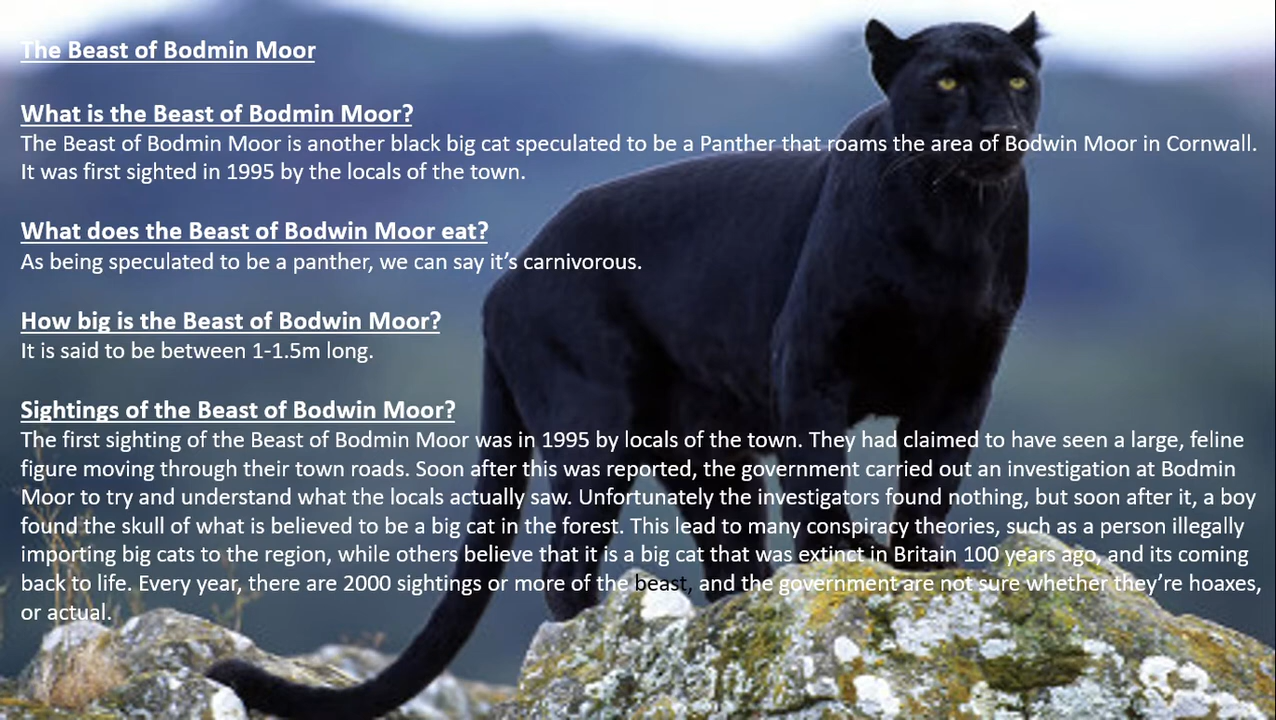 The Beast of Bodmin Moor
What is the Beast of Bodmin Moor?
The Beast of Bodmin Moor is another black big cat speculated to be a Panther that roams the area of Bodwin Moor in Cornwall.
It was first sighted in 1995 by the locals of the town.
What does the Beast of Bodwin Moor eat?
As being speculated to be a panther, we can say it’s carnivorous.
How big is the Beast of Bodwin Moor?
It is said to be between 1-1.5m long.
Sightings of the Beast of Bodwin Moor?
The first sighting of the Beast of Bodmin Moor was in 1995 by locals of the town. They had claimed to have seen a large, feline
figure moving through their town roads. Soon after this was reported, the government carried out an investigation at Bodmin
Moor to try and understand what the locals actually saw. Unfortunately the investigators found nothing, but soon after it, a boy
found the skull of what is believed to be a big cat in the forest. This lead to many conspiracy theories, such as a person illegally
importing big cats to the region, while others believe that it is a big cat that was extinct in Britain 100 years ago, and its coming
back to life. Every year, there are 2000 sightings or more of the beast, and the government are not sure whether they’re hoaxes,
or actual.